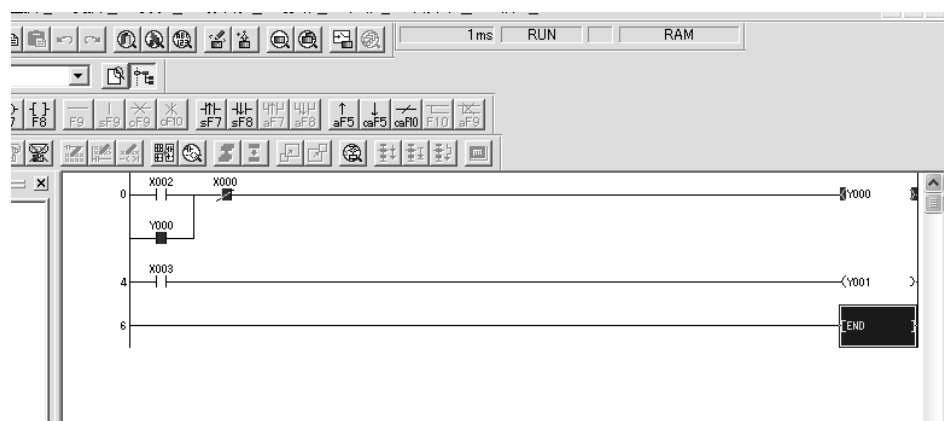 1ms RUN RAM
F8 F9 sF9 cF9 cF10 sF7 sF8 aF7 aF8 aF5 caF5 caF10 F10 aF9
X002 X000
0 Y000
Y000
X003
4 Y001
6 END